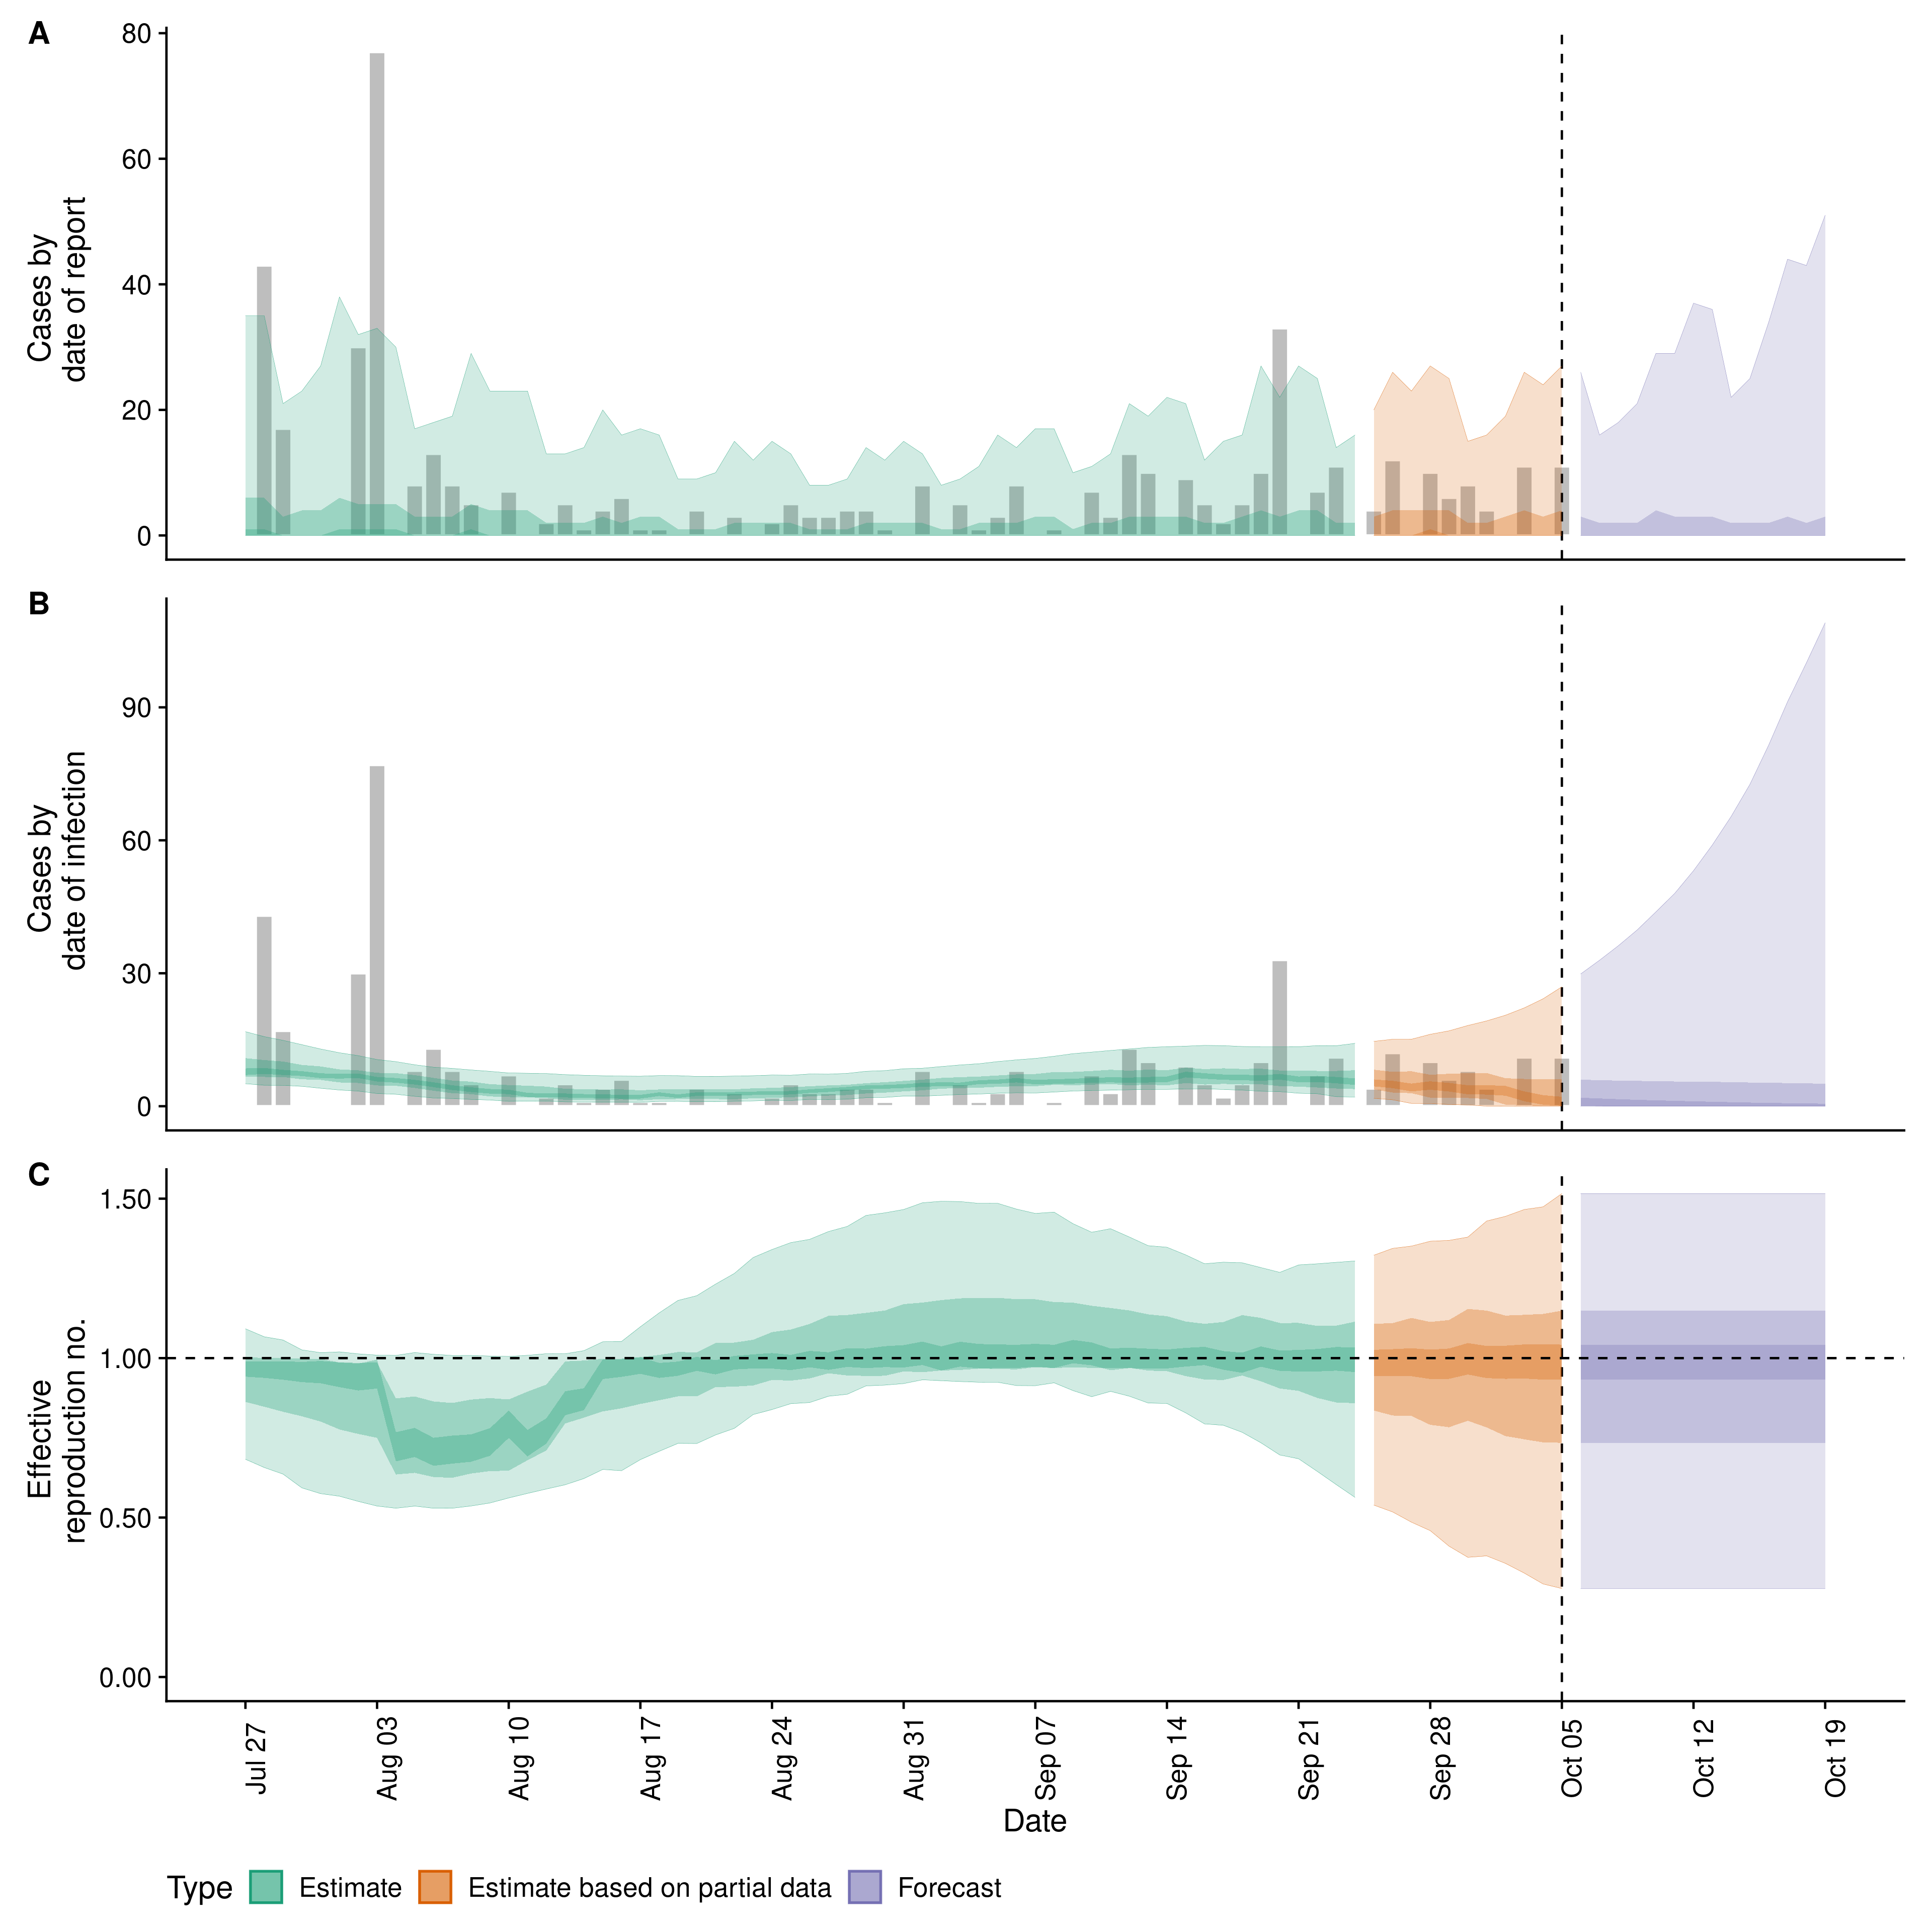 A
80
60
40
20
0
Cases by
date of report
B
90
60
30
0
Cases by
date of infection
C
1.50
1.00
0.50
0.00
Effective
reproduction no.
Jul 27
Aug 03
Aug 10
Aug 17
Aug 24
Aug 31
Sep 07
Sep 14
Sep 21
Sep 28
Oct 05
Oct 12
Oct 19
Date
Type Estimate Estimate based on partial data Forecast